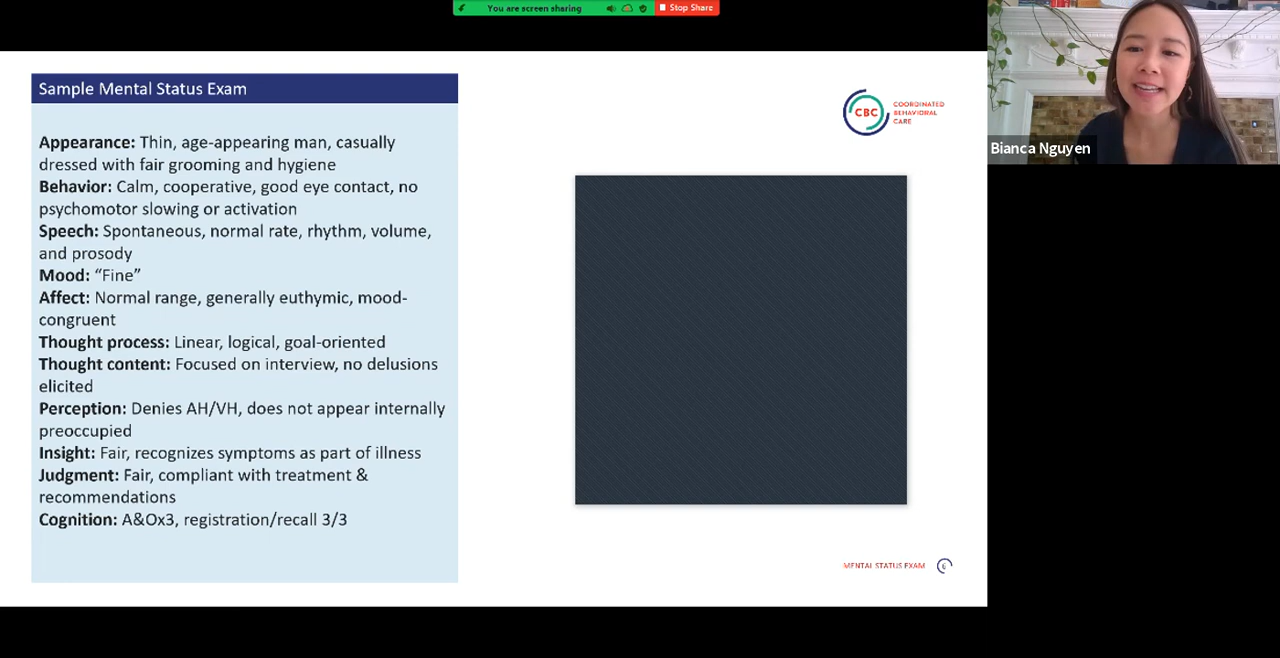 You are screen sharing
Stop Share
Sample Mental Status Exam
Appearance: Thin, age-appearing man, casually
dressed with fair grooming and hygiene
Behavior: Calm, cooperative, good eye contact, no
psychomotor slowing or activation
Speech: Spontaneous, normal rate, rhythm, volume,
and prosody
Mood: “Fine”
Affect: Normal range, generally euthymic, mood-
congruent
Thought process: Linear, logical, goal-oriented
Thought content: Focused on interview, no delusions
elicited
Perception: Denies AH/VH, does not appear internally
preoccupied
Insight: Fair, recognizes symptoms as part of illness
Judgment: Fair, compliant with treatment &
recommendations
Cognition: A&Ox3, registration/recall 3/3
CBC
COORDINATED
BEHAVIORAL
CARE
MENTAL STATUS EXAM 6
Bianca Nguyen